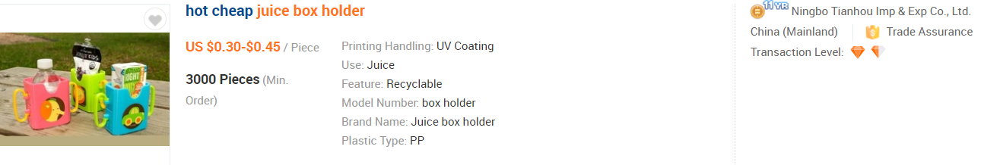 hot cheap juice box holder
US $0.30-$0.45 / Piece
3000 Pieces (Min.
Order)
Printing Handling: UV Coating
Use: Juice
Feature: Recyclable
Model Number: box holder
Brand Name: Juice box holder
Plastic Type: PP
11 YR Ningbo Tianhou Imp & Exp Co., Ltd.
China (Mainland) Trade Assurance
Transaction Level: